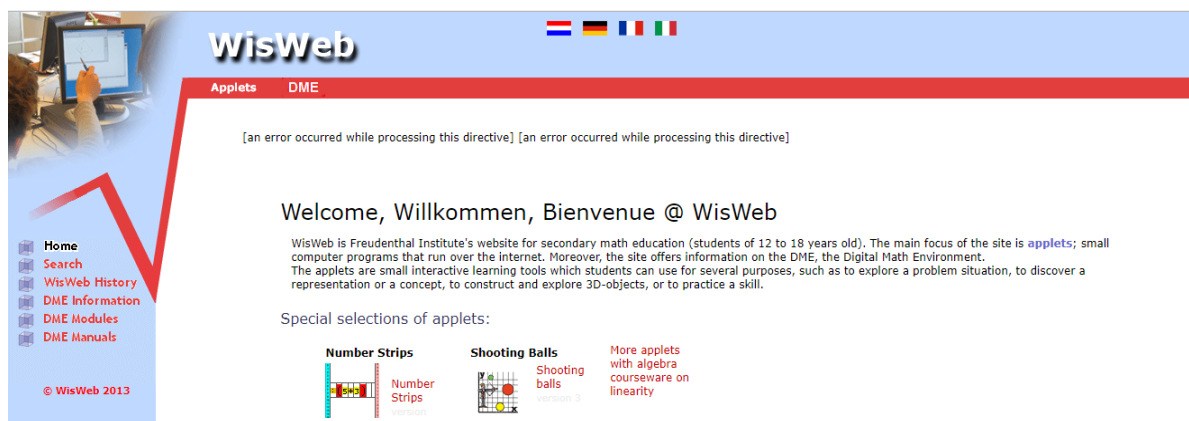 WisWeb
Applets
DME
[an error occurred while processing this directive] [an error occurred while processing this directive]
Welcome, Willkommen, Bienvenue @ WisWeb
WisWeb is Freudenthal Institute's website for secondary math education (students of 12 to 18 years old). The main focus of the site is applets; small
computer programs that run over the internet. Moreover, the site offers information on the DME, the Digital Math Environment.
The applets are small interactive learning tools which students can use for several purposes, such as to explore a problem situation, to discover a
representation or a concept, to construct and explore 3D-objects, or to practice a skill.
Home
Search
WisWeb History
DME Information
DME Modules
DME Manuals
© WisWeb 2013
Special selections of applets:
Number Strips
Number
Strips
version
Shooting Balls
y
x
Shooting
balls
version 3
More applets
with algebra
courseware on
linearity